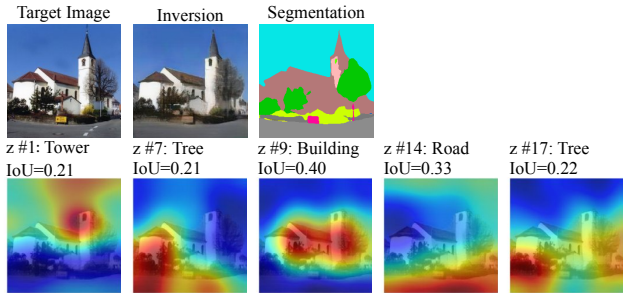 Target Image
Inversion
Segmentation
z #1: Tower
IoU=0.21
z #7: Tree
IoU=0.21
z #9: Building
IoU=0.40
z #14: Road
IoU=0.33
z #17: Tree
IoU=0.22